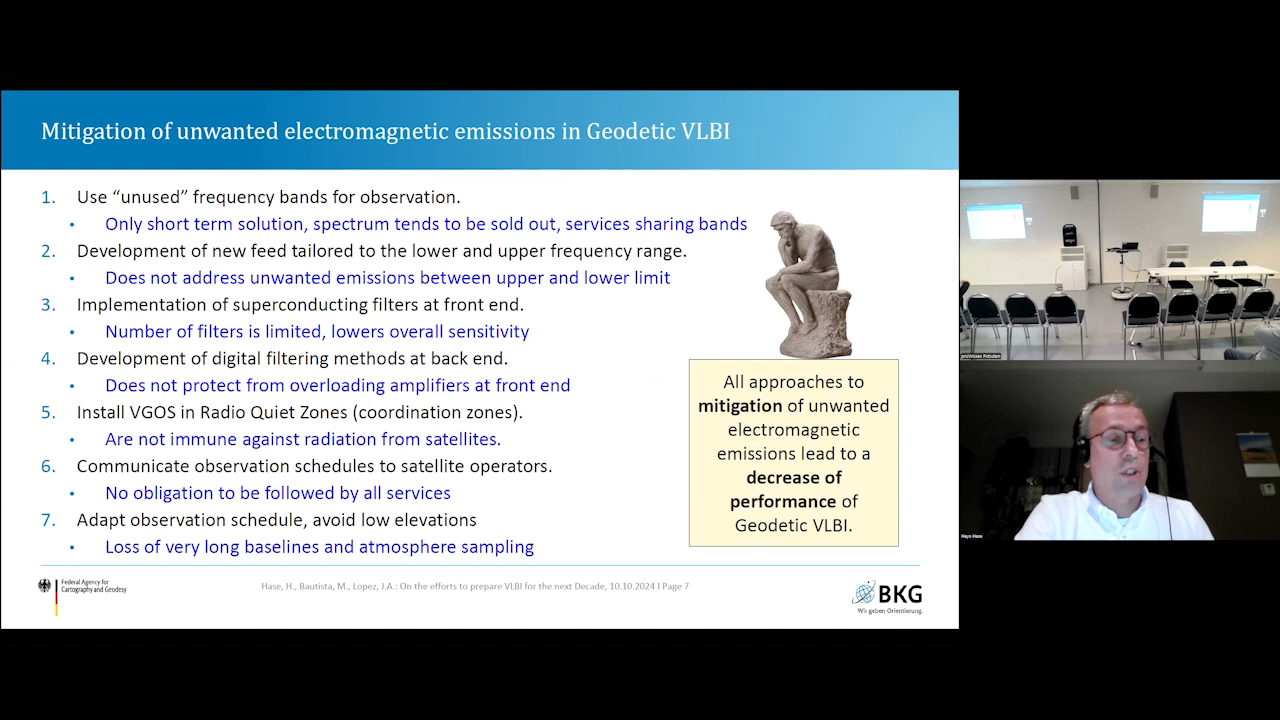 Mitigation of unwanted electromagnetic emissions in Geodetic VLBI
1. Use “unused” frequency bands for observation.
• Only short term solution, spectrum tends to be sold out, services sharing bands
2. Development of new feed tailored to the lower and upper frequency range.
• Does not address unwanted emissions between upper and lower limit
3. Implementation of superconducting filters at front end.
• Number of filters is limited, lowers overall sensitivity
4. Development of digital filtering methods at back end.
• Does not protect from overloading amplifiers at front end
5. Install VGOS in Radio Quiet Zones (coordination zones).
• Are not immune against radiation from satellites.
6. Communicate observation schedules to satellite operators.
• No obligation to be followed by all services
7. Adapt observation schedule, avoid low elevations
• Loss of very long baselines and atmosphere sampling
All approaches to
mitigation of unwanted
electromagnetic
emissions lead to a
decrease of
performance of
Geodetic VLBI.
Federal Agency for
Cartography and Geodesy
Hase, H., Bautista, M., Lopez, J.A.: On the efforts to prepare VLBI for the next Decade, 10.10.2024 I Page 7
BKG
Wir geben Orientierung.
proWissen Potsdam
Hayo Hase